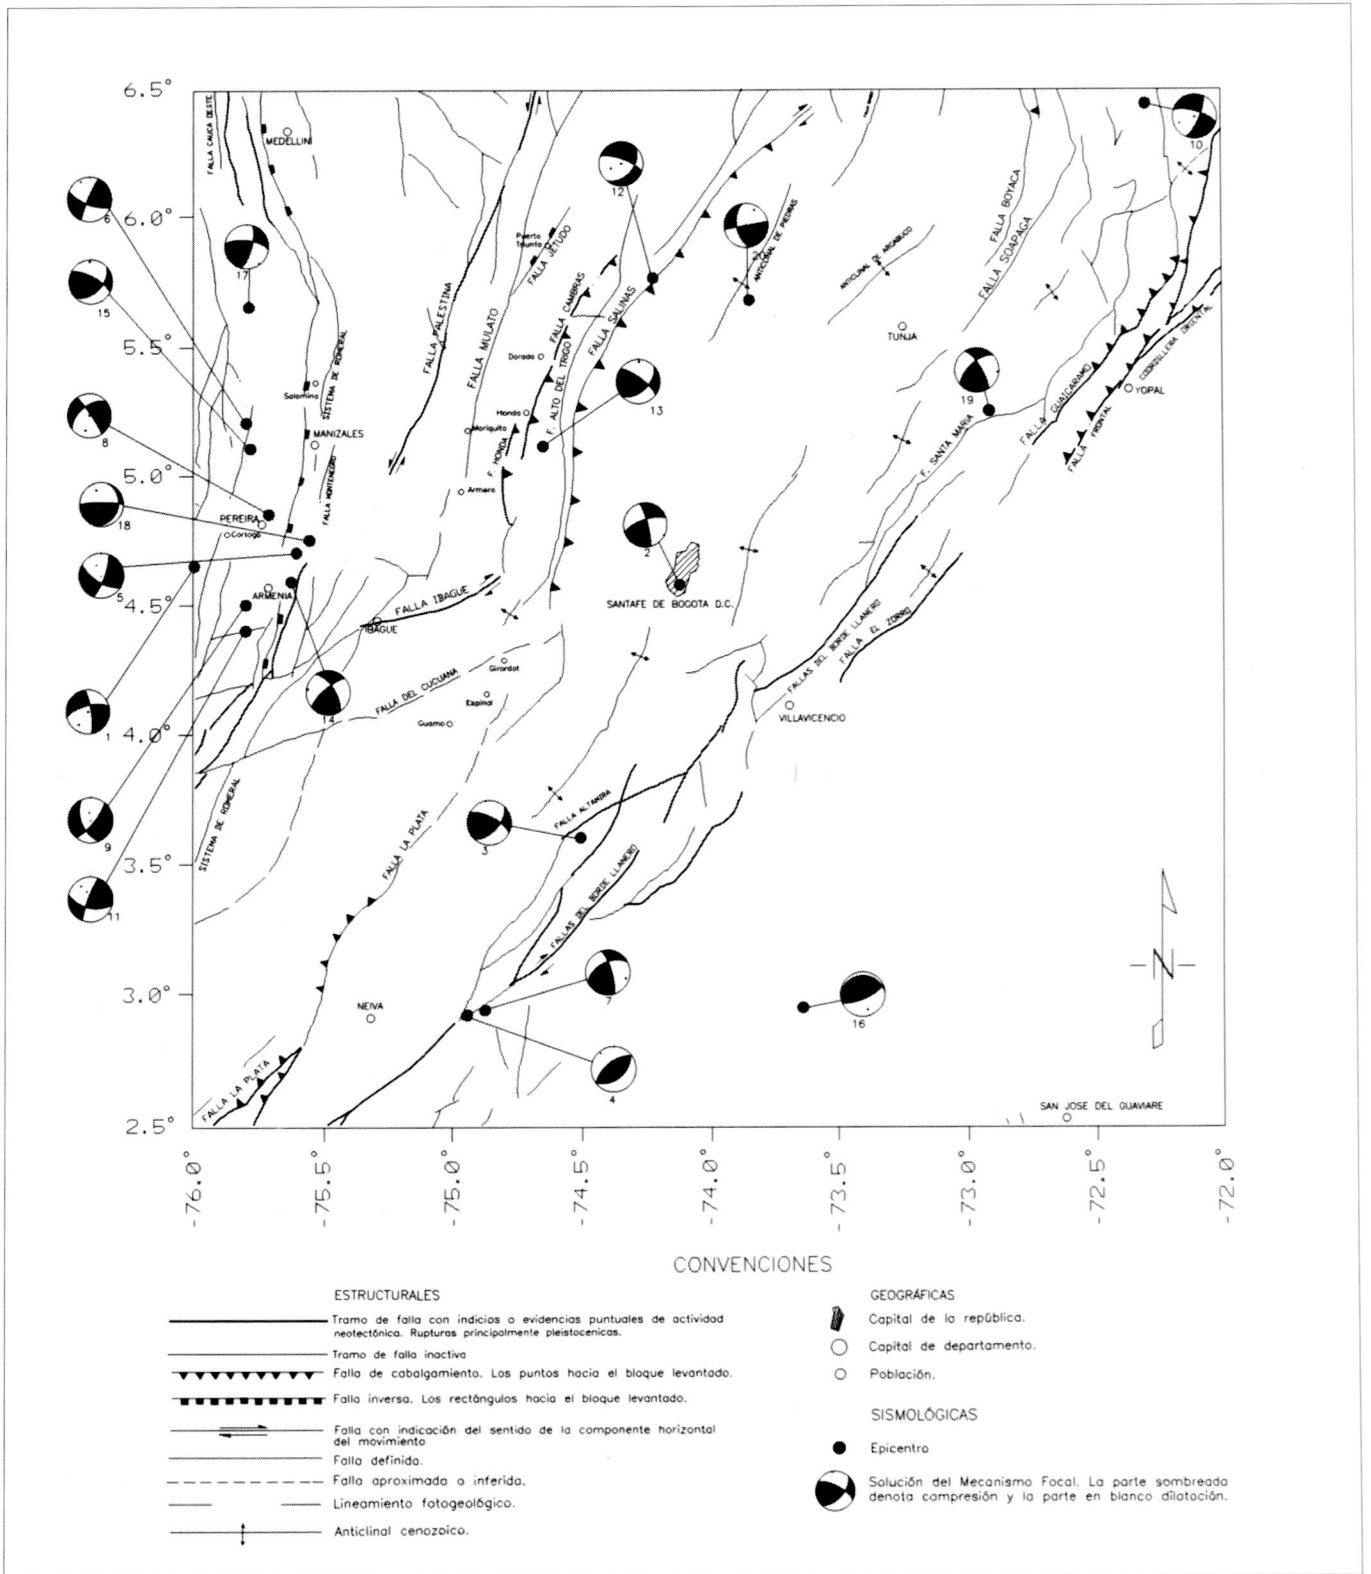 6.5°
6.0°
5.5°
5.0°
4.5°
4.0°
3.5°
3.0°
2.5°
-76.0°
-75.5°
-75.0°
-74.5°
-74.0°
-73.5°
-73.0°
-72.5°
-72.0°
FALLA CAUCA OESTE
MEDELLIN
6
17
15
8
18
5
1
9
11
14
12
13
2
3
7
4
16
19
10
Puerto
Triunfo
FALLA JETUDO
FALLA PALESTINA
FALLA MULATO
FALLA CAMBRAS
FALLA SALINAS
F. ALTO DEL TRIGO
F. HONDA
Dorado
Honda
Mariquita
Armero
Salamina
SISTEMA DE ROMERAL
MANIZALES
FALLA MONTENEGRO
PEREIRA
Cartago
ARMENIA
IBAGUE
FALLA IBAGUE
FALLA DEL CUCUANA
Girardot
Espinal
Guamo
SISTEMA DE ROMERAL
FALLA LA PLATA
FALLA LA PLATA
NEIVA
FALLA ALTAMIRA
FALLAS DEL BORDE LLANERO
FALLAS DEL BORDE LLANERO
FALLA EL ZORRO
VILLAVICENCIO
SANTAFE DE BOGOTA D.C.
ANTICLINAL DE PIEDRAS
ANTICLINAL DE ARCABUCO
TUNJA
FALLA BOYACA
FALLA SOAPAGA
F. SANTA MARIA
FALLA GUAICARAMO
FALLA FRONTAL
COORDILLERA ORIENTAL
YOPAL
SAN JOSE DEL GUAVIARE
N
CONVENCIONES
ESTRUCTURALES
Tramo de falla con indicios o evidencias puntuales de actividad
neotectónica. Rupturas principalmente pleistocenicas.
Tramo de falla inactiva
Falla de cabalgamiento. Los puntos hacia el bloque levantado.
Falla inversa. Los rectángulos hacia el bloque levantado.
Falla con indicación del sentido de la componente horizontal
del movimiento
Falla definida.
Falla aproximada o inferida.
Lineamiento fotogeológico.
Anticlinal cenozoico.
GEOGRÁFICAS
Capital de la república.
Capital de departamento.
Población.
SISMOLÓGICAS
Epicentro
Solución del Mecanismo Focal. La parte sombreada
denota compresión y la parte en blanco dilatación.